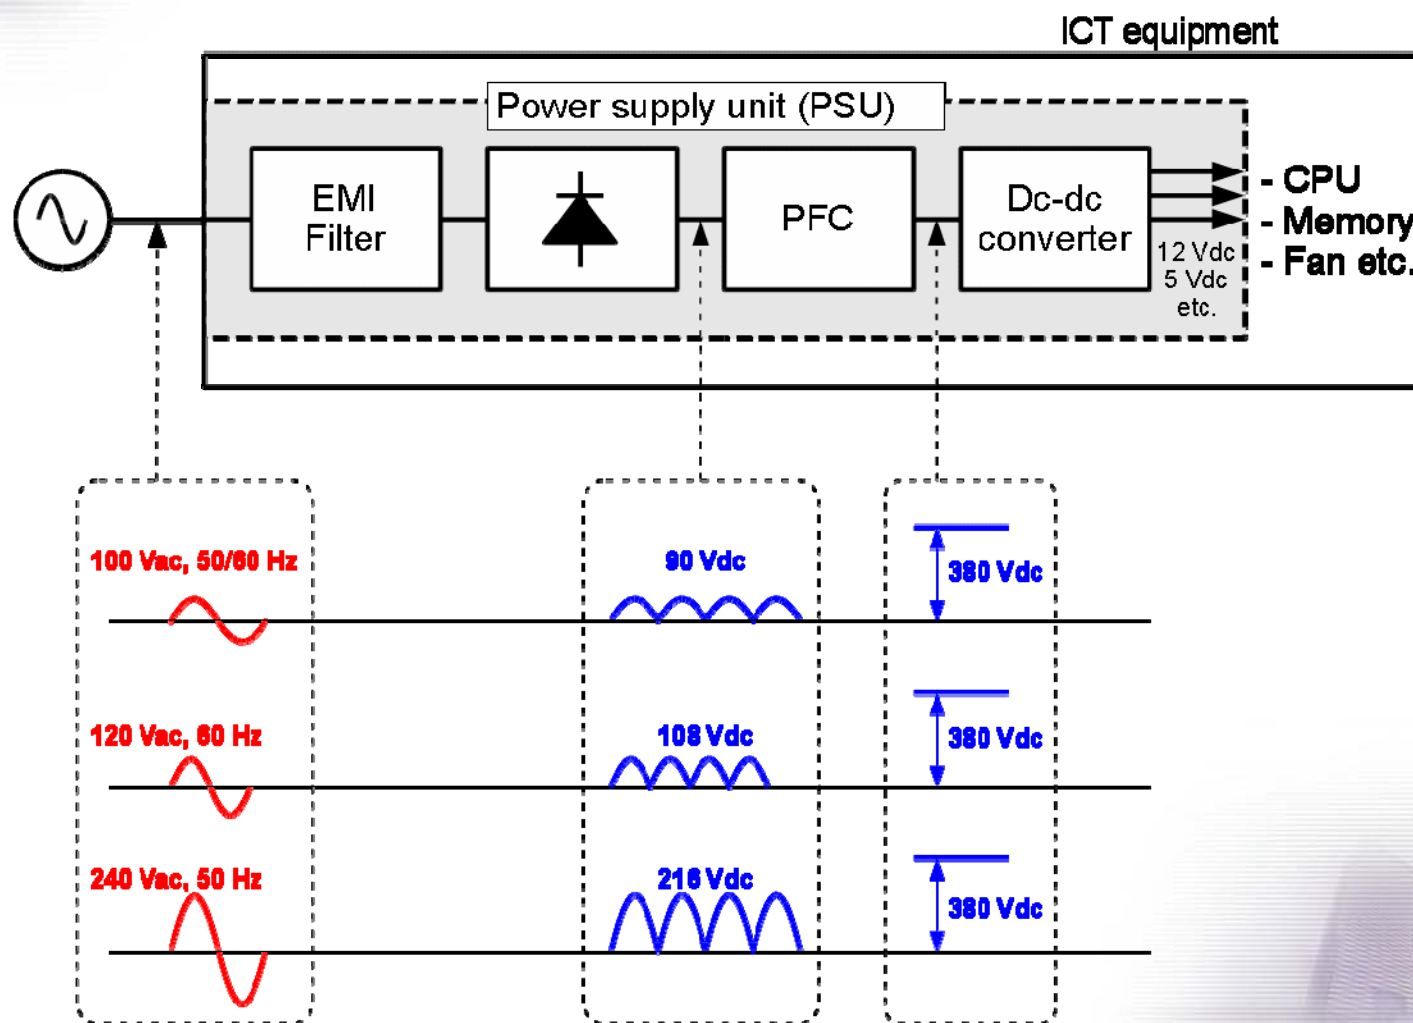 ICT equipment
Power supply unit (PSU)
EMI
Filter
PFC
Dc-dc
converter
12 Vdc
5 Vdc
etc.
- CPU
- Memory
- Fan etc.
100 Vac, 50/60 Hz
90 Vdc
380 Vdc
120 Vac, 60 Hz
108 Vdc
380 Vdc
240 Vac, 50 Hz
216 Vdc
380 Vdc